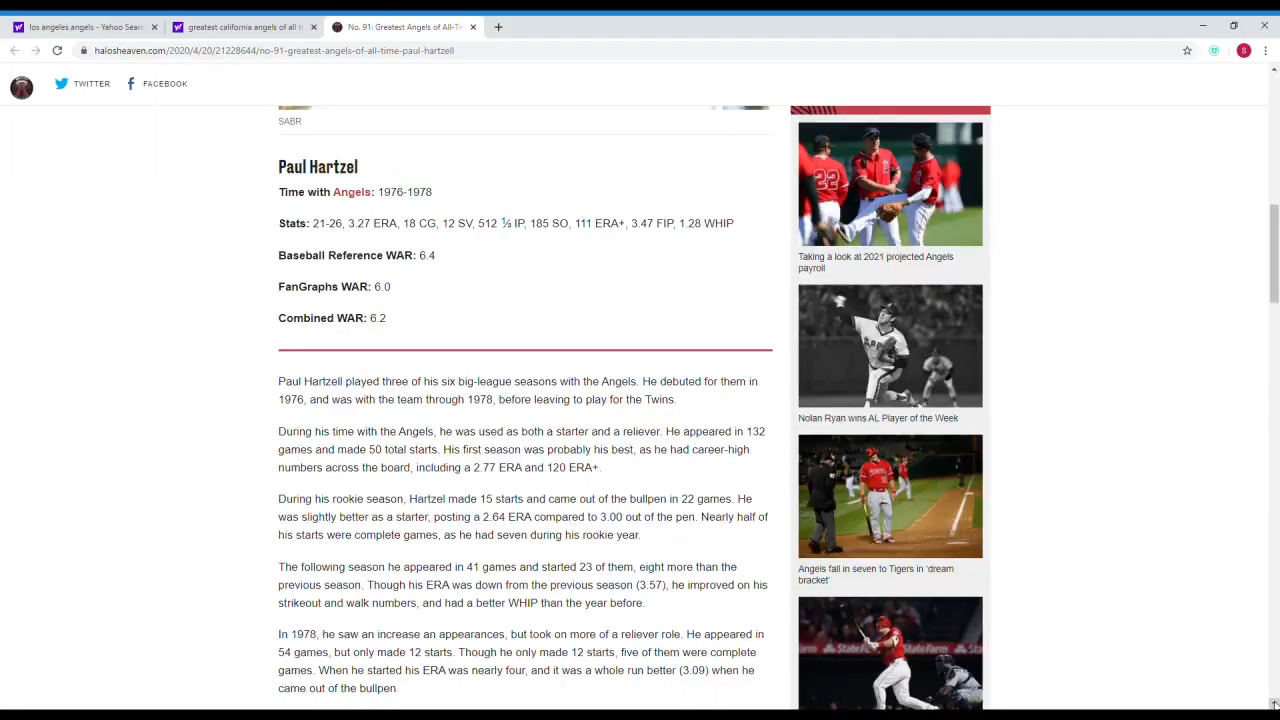 los angeles angels - Yahoo Sear
greatest california angels of all ti
No. 91: Greatest Angels of All-Tim
halosheaven.com/2020/4/20/21228644/no-91-greatest-angels-of-all-time-paul-hartzell
S
TWITTER
FACEBOOK
SABR
Paul Hartzel
Time with Angels: 1976-1978
Stats: 21-26, 3.27 ERA, 18 CG, 12 SV, 512 ⅓ IP, 185 SO, 111 ERA+, 3.47 FIP, 1.28 WHIP
Baseball Reference WAR: 6.4
FanGraphs WAR: 6.0
Combined WAR: 6.2
Paul Hartzell played three of his six big-league seasons with the Angels. He debuted for them in
1976, and was with the team through 1978, before leaving to play for the Twins.
During his time with the Angels, he was used as both a starter and a reliever. He appeared in 132
games and made 50 total starts. His first season was probably his best, as he had career-high
numbers across the board, including a 2.77 ERA and 120 ERA+.
During his rookie season, Hartzel made 15 starts and came out of the bullpen in 22 games. He
was slightly better as a starter, posting a 2.64 ERA compared to 3.00 out of the pen. Nearly half of
his starts were complete games, as he had seven during his rookie year.
The following season he appeared in 41 games and started 23 of them, eight more than the
previous season. Though his ERA was down from the previous season (3.57), he improved on his
strikeout and walk numbers, and had a better WHIP than the year before.
In 1978, he saw an increase an appearances, but took on more of a reliever role. He appeared in
54 games, but only made 12 starts. Though he only made 12 starts, five of them were complete
games. When he started his ERA was nearly four, and it was a whole run better (3.09) when he
came out of the bullpen.
22
Taking a look at 2021 projected Angels
payroll
Nolan Ryan wins AL Player of the Week
Angels fall in seven to Tigers in 'dream
bracket'
State Farm